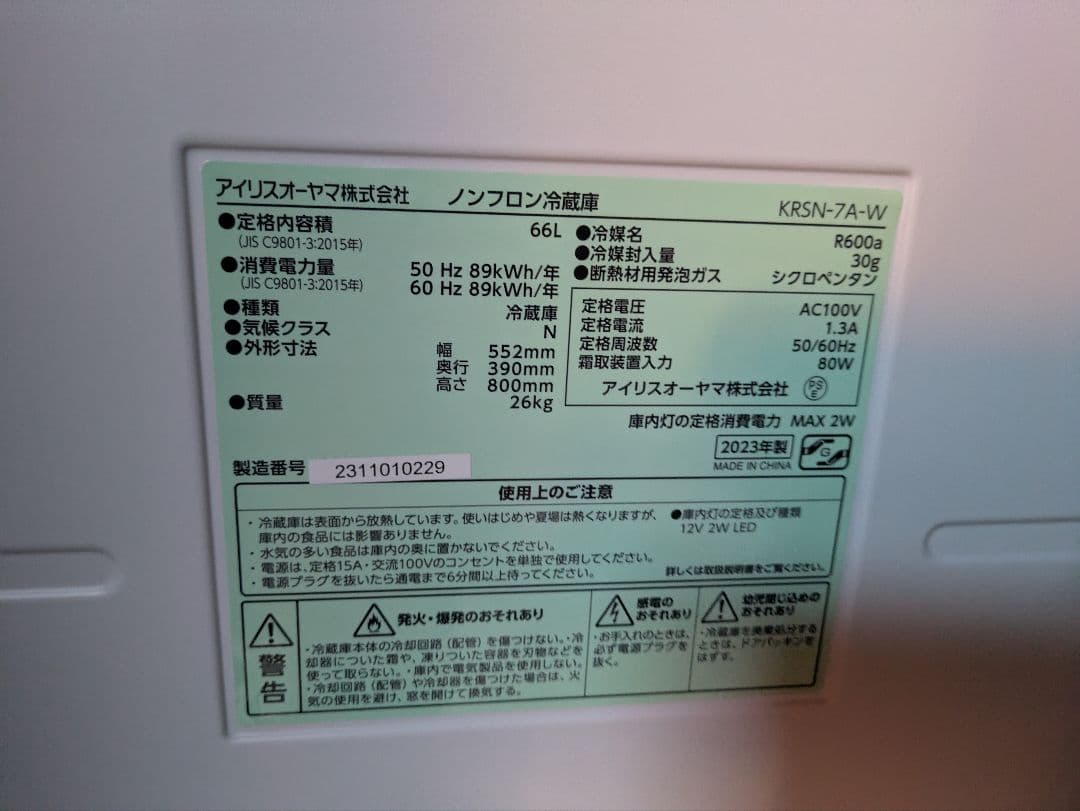 アイリスオーヤマ株式会社 ノンフロン冷蔵庫 KRSN-7A-W
●定格内容積 66L
(JIS C9801-3:2015年)
●消費電力量 50 Hz 89kWh/年
(JIS C9801-3:2015年) 60 Hz 89kWh/年
●種類 冷蔵庫
●気候クラス N
●外形寸法 幅 552mm
奥行 390mm
高さ 800mm
●質量 26kg
●冷媒名 R600a
●冷媒封入量 30g
●断熱材用発泡ガス シクロペンタン
定格電圧 AC100V
定格電流 1.3A
定格周波数 50/60Hz
霜取装置入力 80W
アイリスオーヤマ株式会社 PSE
庫内灯の定格消費電力 MAX 2W
2023年製
MADE IN CHINA
G
製造番号 2311010229
使用上のご注意
・冷蔵庫は表面から放熱しています。使いはじめや夏場は熱くなりますが、
庫内の食品には影響ありません。
・水気の多い食品は庫内の奥に置かないでください。
・電源は、定格15A・交流100Vのコンセントを単独で使用してください。
・電源プラグを抜いたら通電まで6分間以上待ってください。
●庫内灯の定格及び種類
12V 2W LED
詳しくは取扱説明書をご覧ください。
警告
発火・爆発のおそれあり
・冷蔵庫本体の冷却回路（配管）を傷つけない。・冷
却器についた霜や、凍りついた容器を刃物などを
使って取らない。・庫内で電気製品を使用しない。
・冷却回路（配管）や冷却器を傷つけた場合は、火
気の使用を避け、窓を開けて換気する。
感電の
おそれあり
・お手入れのときは、
必ず電源プラグを
抜く。
幼児閉じ込めの
おそれあり
・冷蔵庫を廃棄処分する
ときは、ドアパッキンを
はずす。